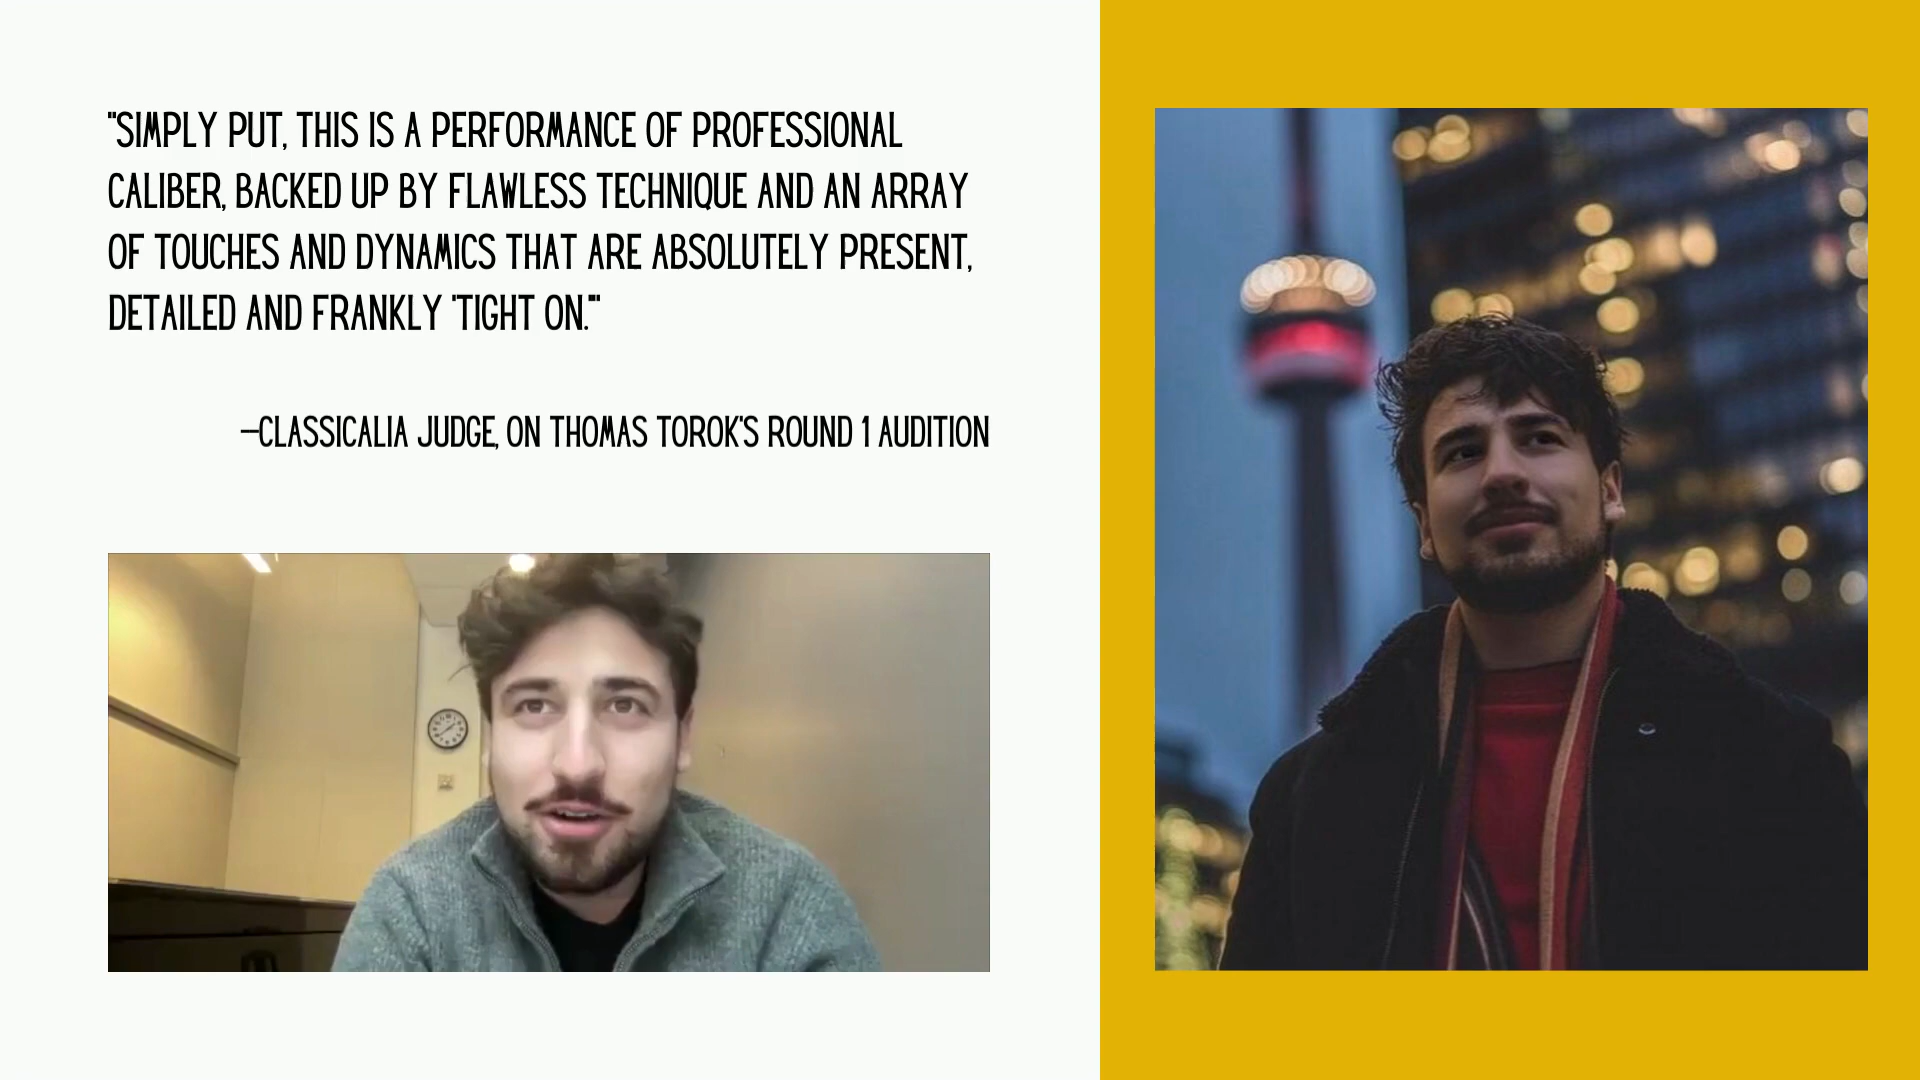 "SIMPLY PUT, THIS IS A PERFORMANCE OF PROFESSIONAL
CALIBER, BACKED UP BY FLAWLESS TECHNIQUE AND AN ARRAY
OF TOUCHES AND DYNAMICS THAT ARE ABSOLUTELY PRESENT,
DETAILED AND FRANKLY 'TIGHT ON.'"
–CLASSICALIA JUDGE, ON THOMAS TOROK'S ROUND 1 AUDITION